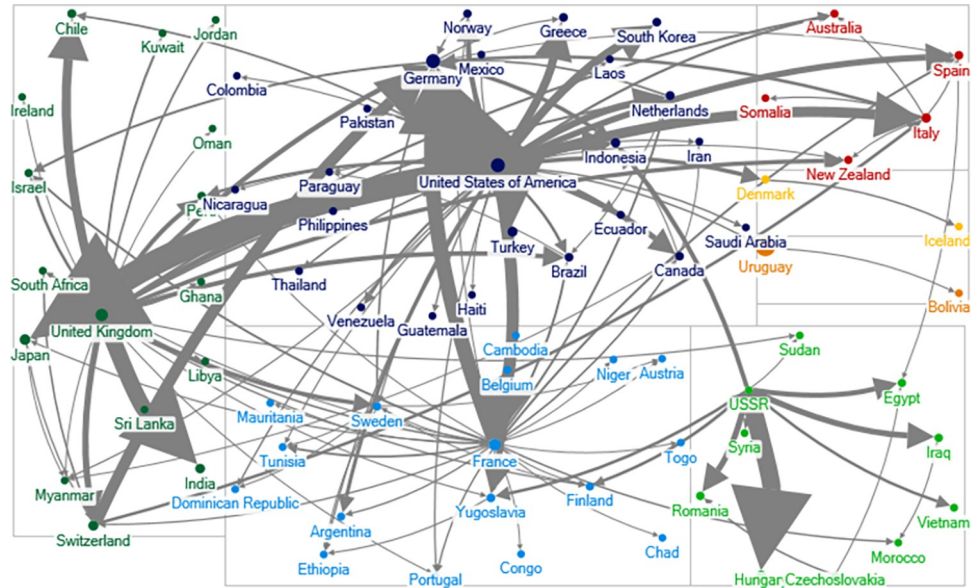 Chile
Kuwait
Jordan
Ireland
Oman
Israel
South Africa
Ghana
United Kingdom
Japan
Libya
Sri Lanka
Myanmar
India
Switzerland
Norway
Greece
South Korea
Germany
Mexico
Laos
Colombia
Netherlands
Pakistan
Indonesia
Iran
Paraguay
United States of America
Nicaragua
Philippines
Ecuador
Turkey
Saudi Arabia
Brazil
Canada
Thailand
Venezuela
Guatemala
Haiti
Australia
Spain
Somalia
Italy
New Zealand
Denmark
Iceland
Uruguay
Bolivia
Cambodia
Belgium
Niger
Austria
Mauritania
Sweden
Tunisia
France
Togo
Dominican Republic
Yugoslavia
Finland
Argentina
Ethiopia
Portugal
Congo
Chad
Sudan
USSR
Egypt
Syria
Iraq
Romania
Vietnam
Morocco
Hungar
Czechoslovakia